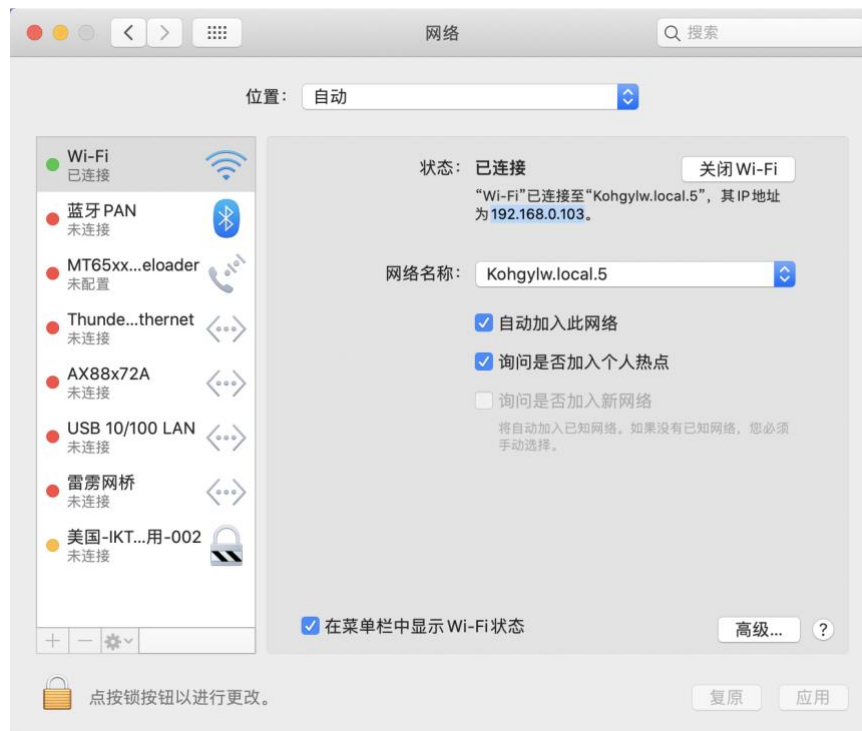 网络
搜索
位置：
自动
Wi-Fi
已连接
蓝牙 PAN
未连接
MT65xx...eloader
未配置
Thunde...thernet
未连接
AX88x72A
未连接
USB 10/100 LAN
未连接
雷雳网桥
未连接
美国-IKT...用-002
未连接
状态：
已连接
关闭 Wi-Fi
“Wi-Fi”已连接至“Kohgylw.local.5”，其 IP 地址
为 192.168.0.103。
网络名称：
Kohgylw.local.5
自动加入此网络
询问是否加入个人热点
询问是否加入新网络
将自动加入已知网络。如果没有已知网络，您必须
手动选择。
在菜单栏中显示 Wi-Fi 状态
高级...
?
点按锁按钮以进行更改。
复原
应用